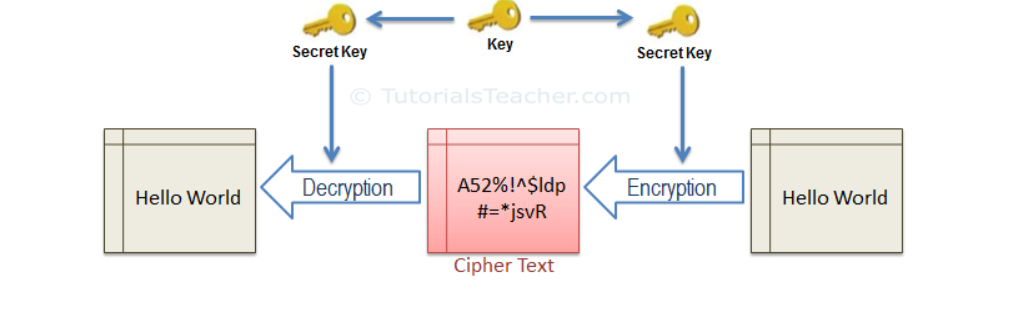 Secret Key
Key
Secret Key
© TutorialsTeacher.com
Hello World
Decryption
A52%!^$ldp
#=*jsvR
Encryption
Hello World
Cipher Text